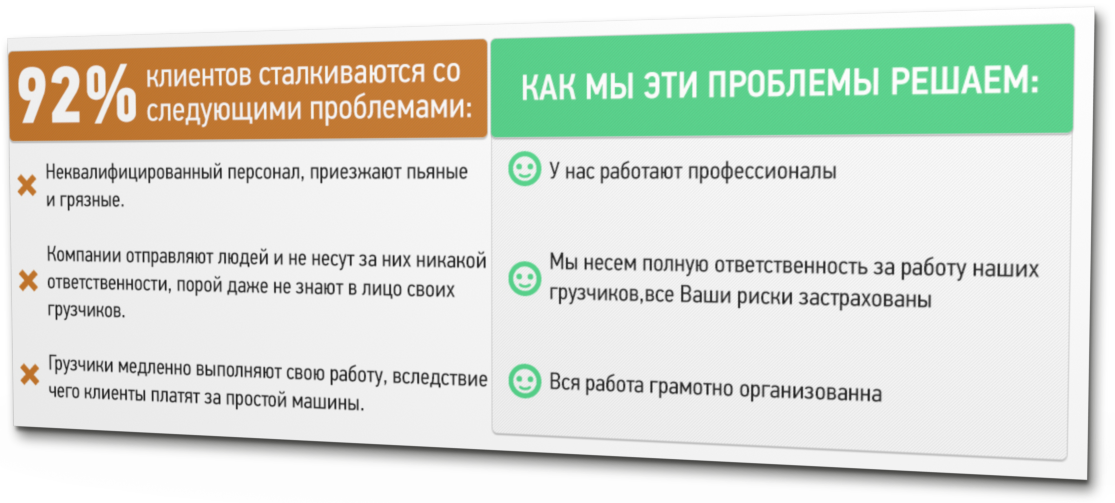 92% клиентов сталкиваются со
следующими проблемами:
Неквалифицированный персонал, приезжают пьяные
и грязные.
Компании отправляют людей и не несут за них никакой
ответственности, порой даже не знают в лицо своих
грузчиков.
Грузчики медленно выполняют свою работу, вследствие
чего клиенты платят за простой машины.
КАК МЫ ЭТИ ПРОБЛЕМЫ РЕШАЕМ:
У нас работают профессионалы
Мы несем полную ответственность за работу наших
грузчиков,все Ваши риски застрахованы
Вся работа грамотно организованна